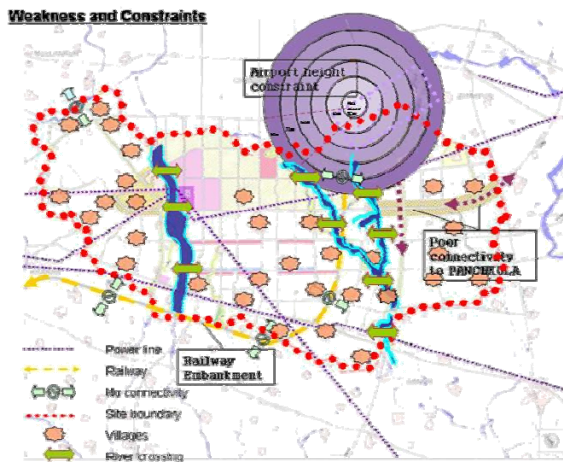 Weakness and Constraints
Airport height
constraint
Poor
connectivity
to PANCHKULA
Railway
Embankment
Power line
Railway
No connectivity
Site boundary
Villages
River crossing